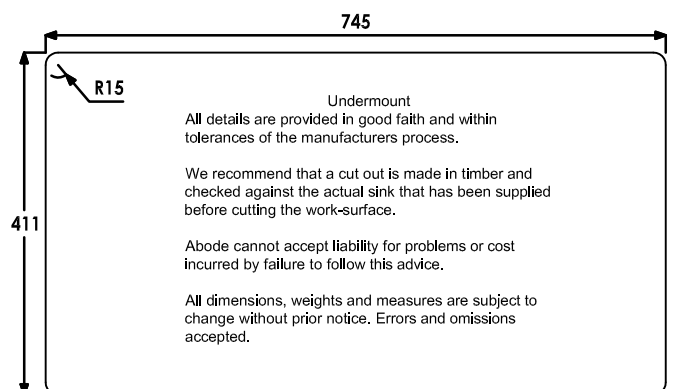 745
R15
Undermount
All details are provided in good faith and within
tolerances of the manufacturers process.
We recommend that a cut out is made in timber and
checked against the actual sink that has been supplied
before cutting the work-surface.
411
Abode cannot accept liability for problems or cost
incurred by failure to follow this advice.
All dimensions, weights and measures are subject to
change without prior notice. Errors and omissions
accepted.